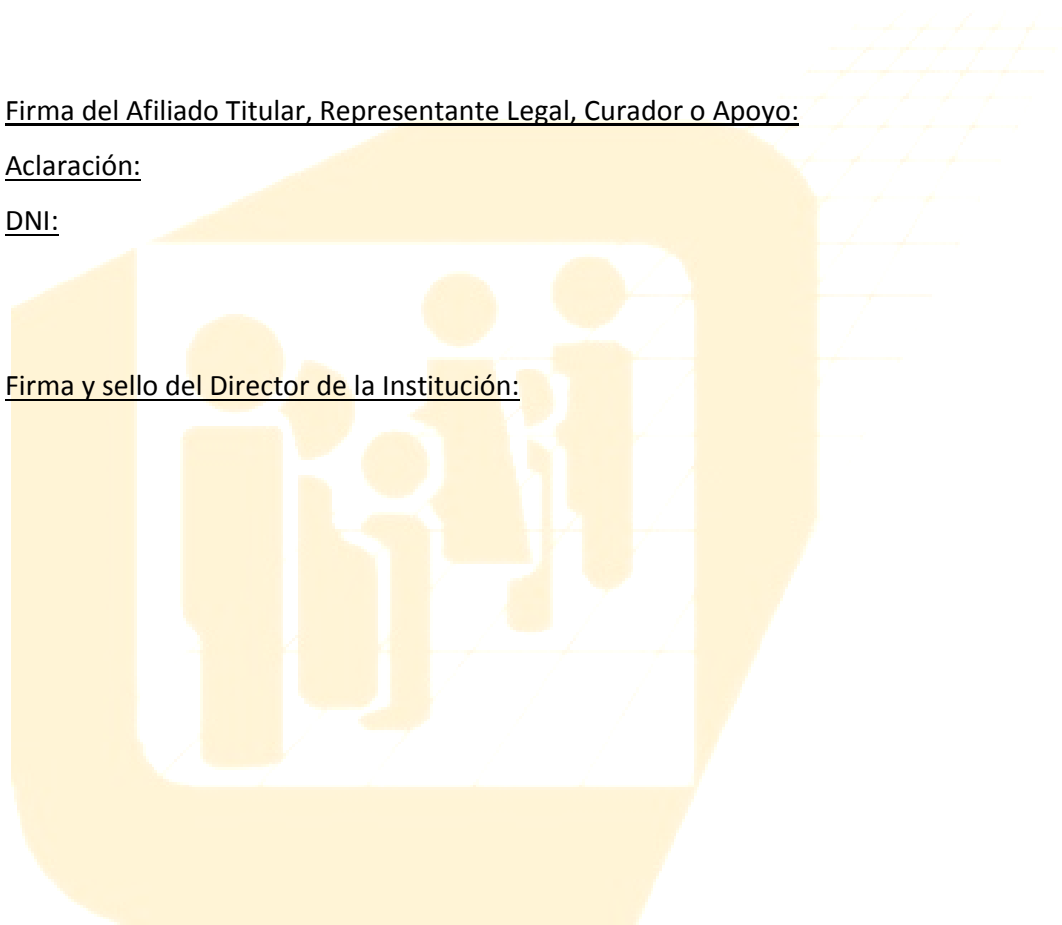 Firma del Afiliado Titular, Representante Legal, Curador o Apoyo:
Aclaración:
DNI:
Firma y sello del Director de la Institución: